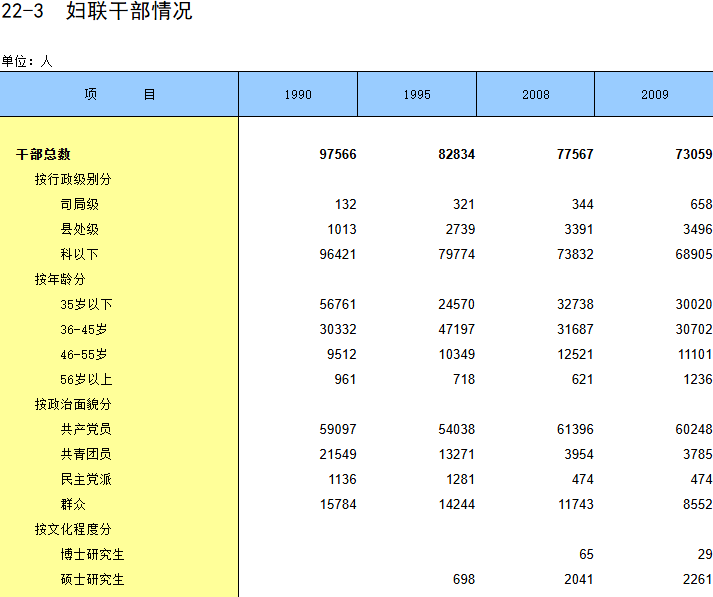 22-3 妇联干部情况
单位：人
项 目 1990 1995 2008 2009
干部总数 97566 82834 77567 73059
按行政级别分
司局级 132 321 344 658
县处级 1013 2739 3391 3496
科以下 96421 79774 73832 68905
按年龄分
35岁以下 56761 24570 32738 30020
36-45岁 30332 47197 31687 30702
46-55岁 9512 10349 12521 11101
56岁以上 961 718 621 1236
按政治面貌分
共产党员 59097 54038 61396 60248
共青团员 21549 13271 3954 3785
民主党派 1136 1281 474 474
群众 15784 14244 11743 8552
按文化程度分
博士研究生 65 29
硕士研究生 698 2041 2261